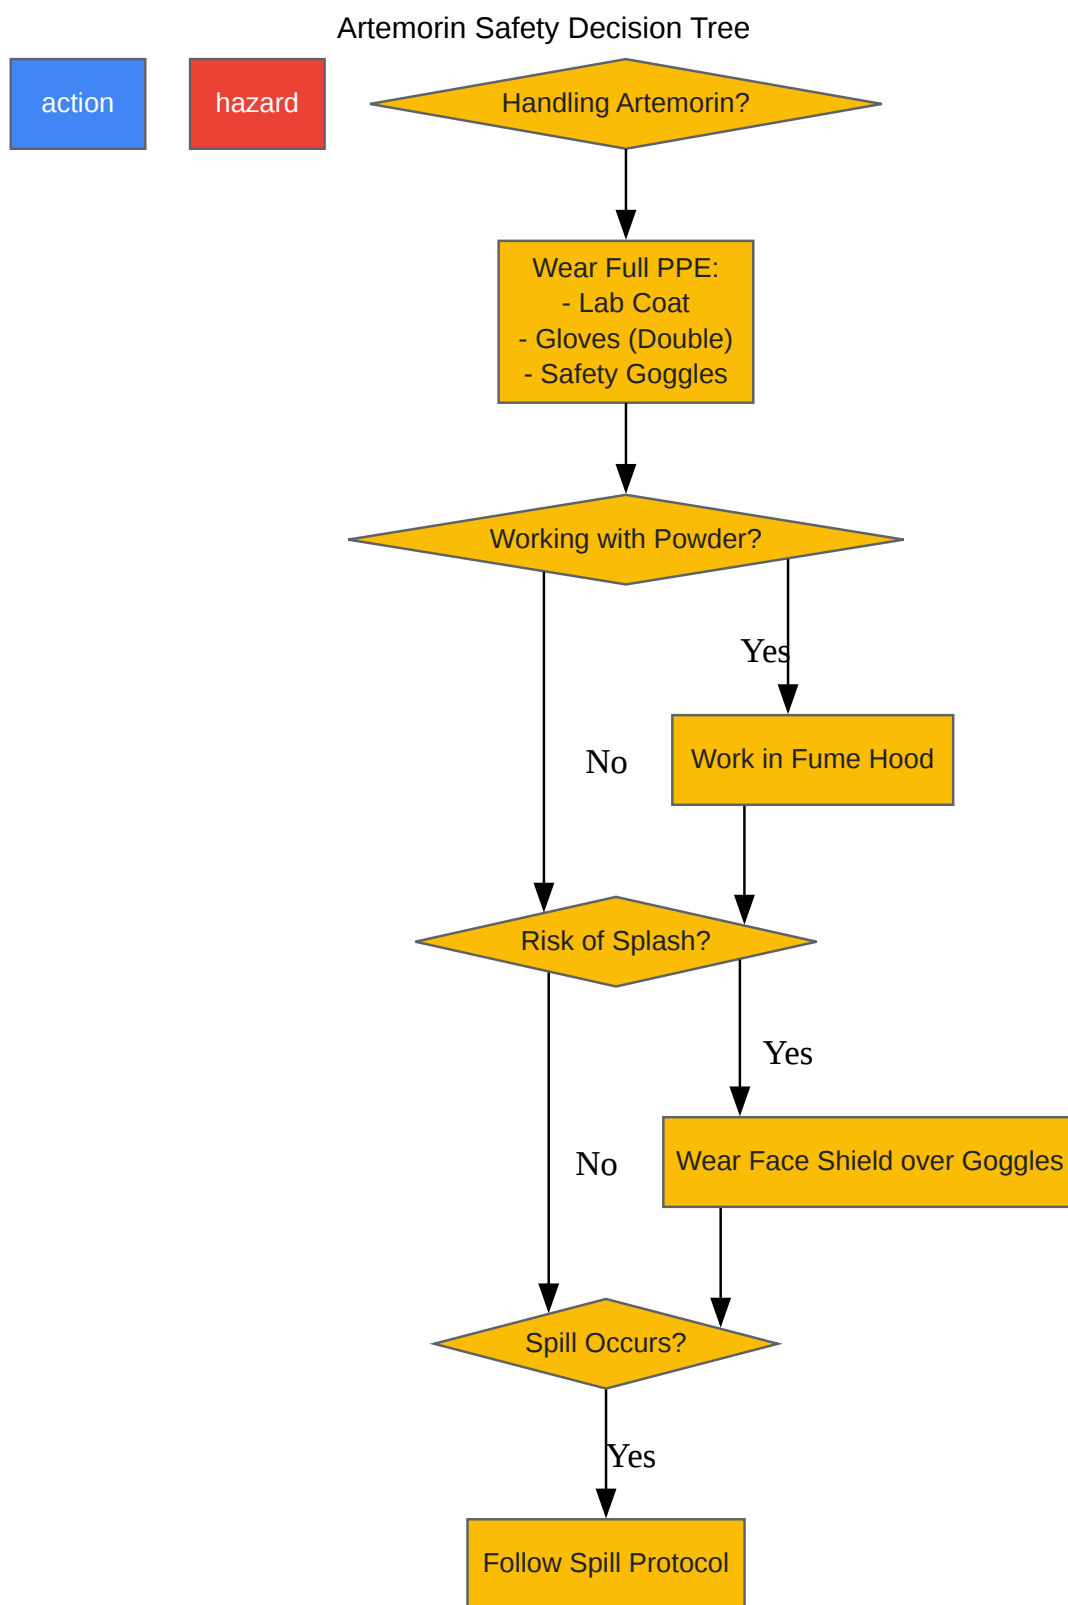 Artemorin Safety Decision Tree
action
hazard
Handling Artemorin?
Wear Full PPE:
- Lab Coat
- Gloves (Double)
- Safety Goggles
Working with Powder?
Yes
No
Work in Fume Hood
Risk of Splash?
Yes
No
Wear Face Shield over Goggles
Spill Occurs?
Yes
Follow Spill Protocol